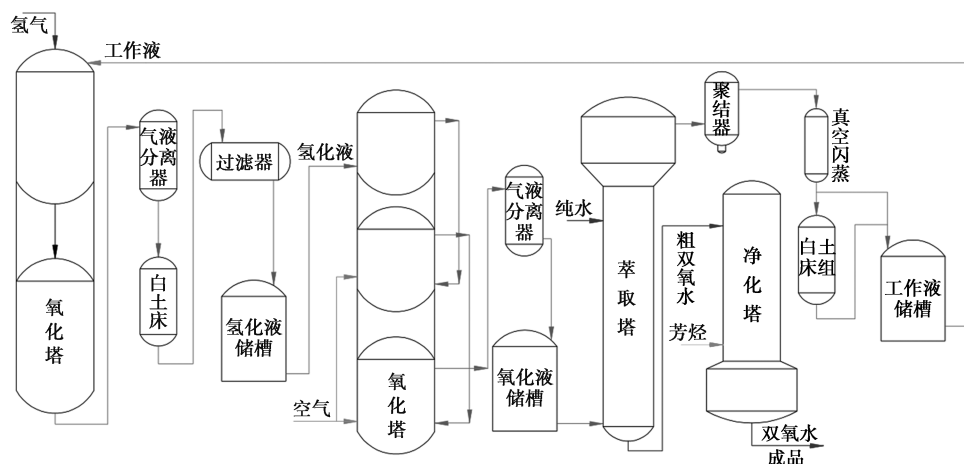 氢气
工作液
氧化塔
气液
分离
器
白土床
过滤器
氢化液
储槽
氢化液
空气
氧化塔
气液
分离
器
氧化液
储槽
纯水
萃取塔
聚结器
粗双氧水
芳烃
净化塔
真空闪蒸
白土
床组
工作液
储槽
双氧水
成品